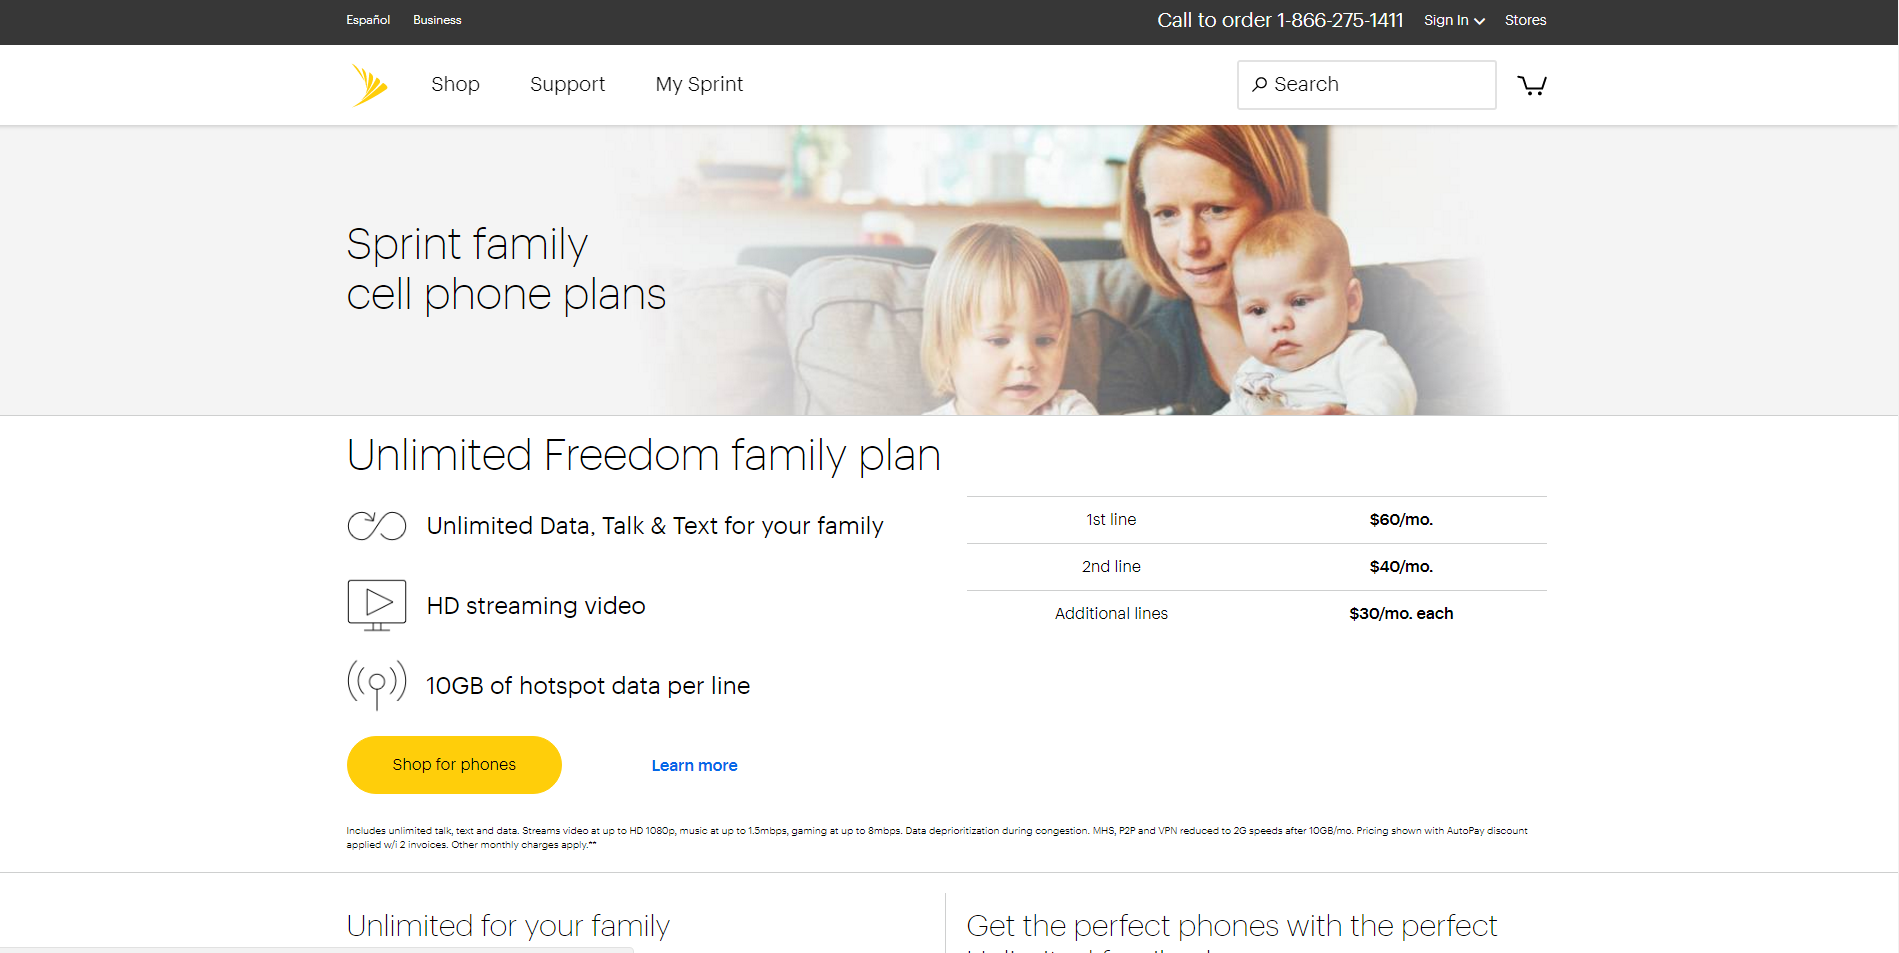 Español Business Call to order 1-866-275-1411 Sign In Stores
Shop Support My Sprint Search
Sprint family
cell phone plans
Unlimited Freedom family plan
Unlimited Data, Talk & Text for your family
HD streaming video
10GB of hotspot data per line
1st line $60/mo.
2nd line $40/mo.
Additional lines $30/mo. each
Shop for phones Learn more
Includes unlimited talk, text and data. Streams video at up to HD 1080p, music at up to 1.5mbps, gaming at up to 8mbps. Data deprioritization during congestion. MHS, P2P and VPN reduced to 2G speeds after 10GB/mo. Pricing shown with AutoPay discount
applied w/i 2 invoices. Other monthly charges apply.**
Unlimited for your family
Get the perfect phones with the perfect